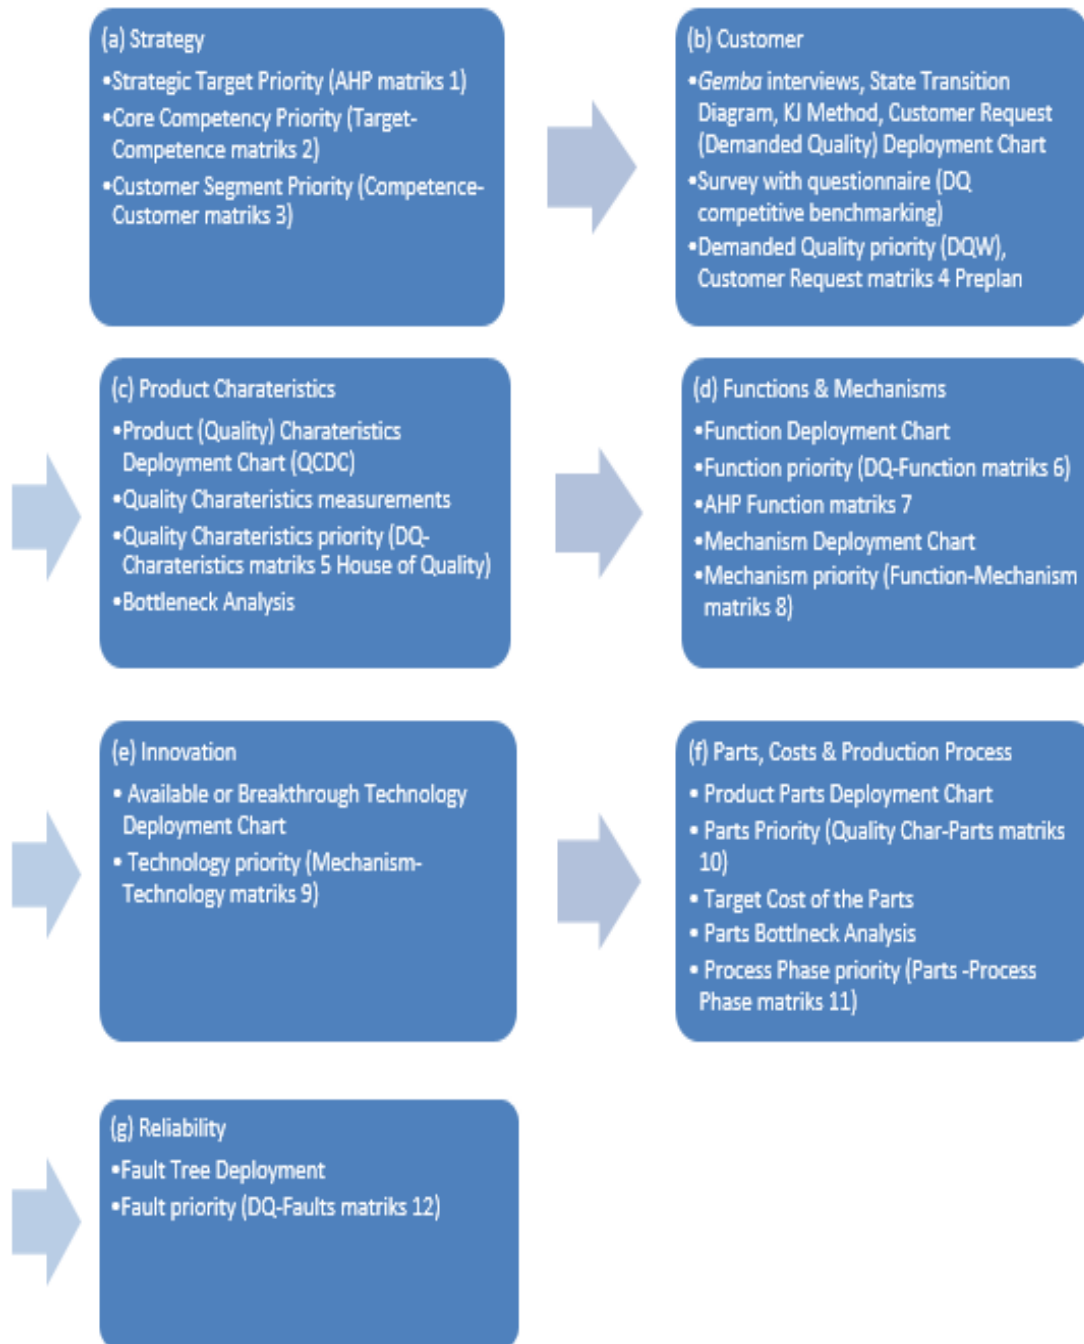 (a) Strategy
•Strategic Target Priority (AHP matriks 1)
•Core Competency Priority (Target-
Competence matriks 2)
•Customer Segment Priority (Competence-
Customer matriks 3)
(b) Customer
•Gemba interviews, State Transition
Diagram, KJ Method, Customer Request
(Demanded Quality) Deployment Chart
•Survey with questionnaire (DQ
competitive benchmarking)
•Demanded Quality priority (DQW),
Customer Request matriks 4 Preplan
(c) Product Charateristics
•Product (Quality) Charateristics
Deployment Chart (QCDC)
•Quality Charateristics measurements
•Quality Charateristics priority (DQ-
Charateristics matriks 5 House of Quality)
•Bottleneck Analysis
(d) Functions & Mechanisms
•Function Deployment Chart
•Function priority (DQ-Function matriks 6)
•AHP Function matriks 7
•Mechanism Deployment Chart
•Mechanism priority (Function-Mechanism
matriks 8)
(e) Innovation
• Available or Breakthrough Technology
Deployment Chart
• Technology priority (Mechanism-
Technology matriks 9)
(f) Parts, Costs & Production Process
• Product Parts Deployment Chart
• Parts Priority (Quality Char-Parts matriks
10)
• Target Cost of the Parts
• Parts Bottlneck Analysis
• Process Phase priority (Parts -Process
Phase matriks 11)
(g) Reliability
•Fault Tree Deployment
•Fault priority (DQ-Faults matriks 12)